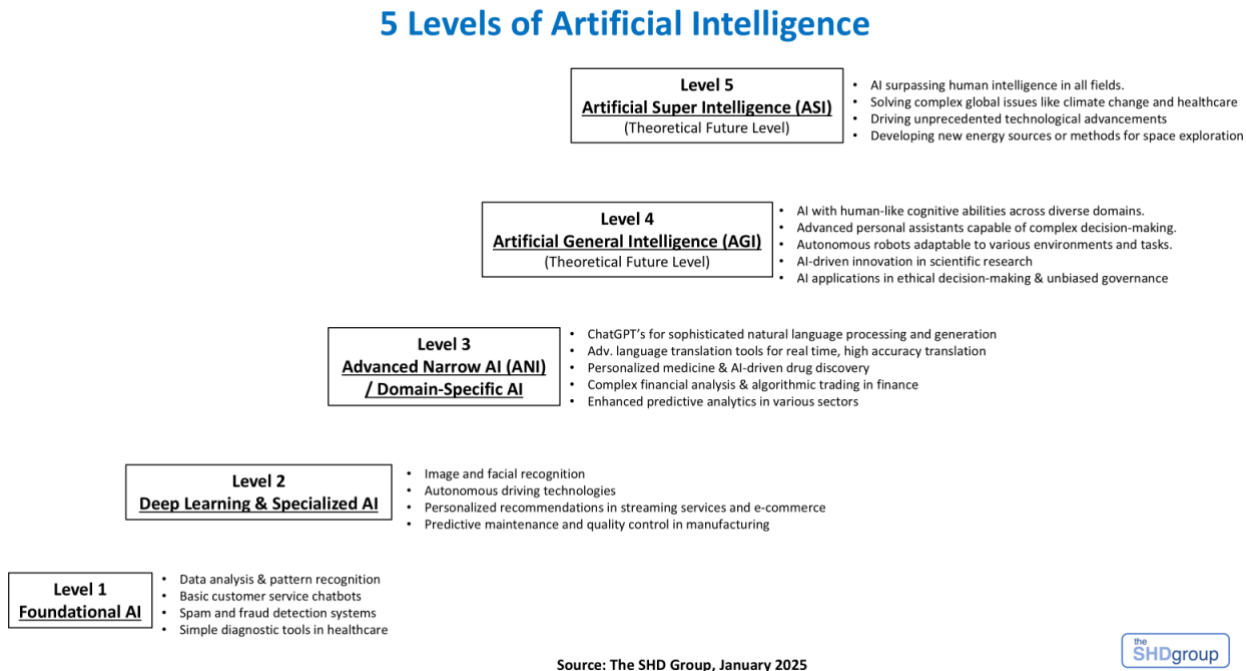 5 Levels of Artificial Intelligence
Level 5
Artificial Super Intelligence (ASI)
(Theoretical Future Level)
• AI surpassing human intelligence in all fields.
• Solving complex global issues like climate change and healthcare
• Driving unprecedented technological advancements
• Developing new energy sources or methods for space exploration
Level 4
Artificial General Intelligence (AGI)
(Theoretical Future Level)
• AI with human-like cognitive abilities across diverse domains.
• Advanced personal assistants capable of complex decision-making.
• Autonomous robots adaptable to various environments and tasks.
• AI-driven innovation in scientific research
• AI applications in ethical decision-making & unbiased governance
Level 3
Advanced Narrow AI (ANI)
/ Domain-Specific AI
• ChatGPT's for sophisticated natural language processing and generation
• Adv. language translation tools for real time, high accuracy translation
• Personalized medicine & AI-driven drug discovery
• Complex financial analysis & algorithmic trading in finance
• Enhanced predictive analytics in various sectors
Level 2
Deep Learning & Specialized AI
• Image and facial recognition
• Autonomous driving technologies
• Personalized recommendations in streaming services and e-commerce
• Predictive maintenance and quality control in manufacturing
Level 1
Foundational AI
• Data analysis & pattern recognition
• Basic customer service chatbots
• Spam and fraud detection systems
• Simple diagnostic tools in healthcare
Source: The SHD Group, January 2025
the
SHDgroup